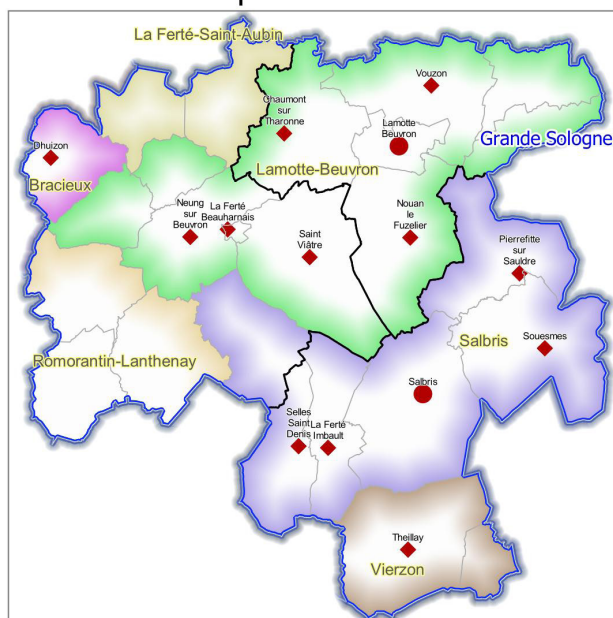 La Ferté-Saint-Aubin
Vouzon
Chaumont
sur
Tharonne
Lamotte
Beuvron
Grande Sologne
Dhuizon
Bracieux
Lamotte-Beuvron
Neung
sur
Beuvron
La Ferté
Beauharnais
Saint
Viâtre
Nouan
le
Fuzelier
Pierrefitte
sur
Sauldre
Salbris
Souesmes
Romorantin-Lanthenay
Salbris
Selles
Saint
Denis
La Ferté
Imbault
Theillay
Vierzon